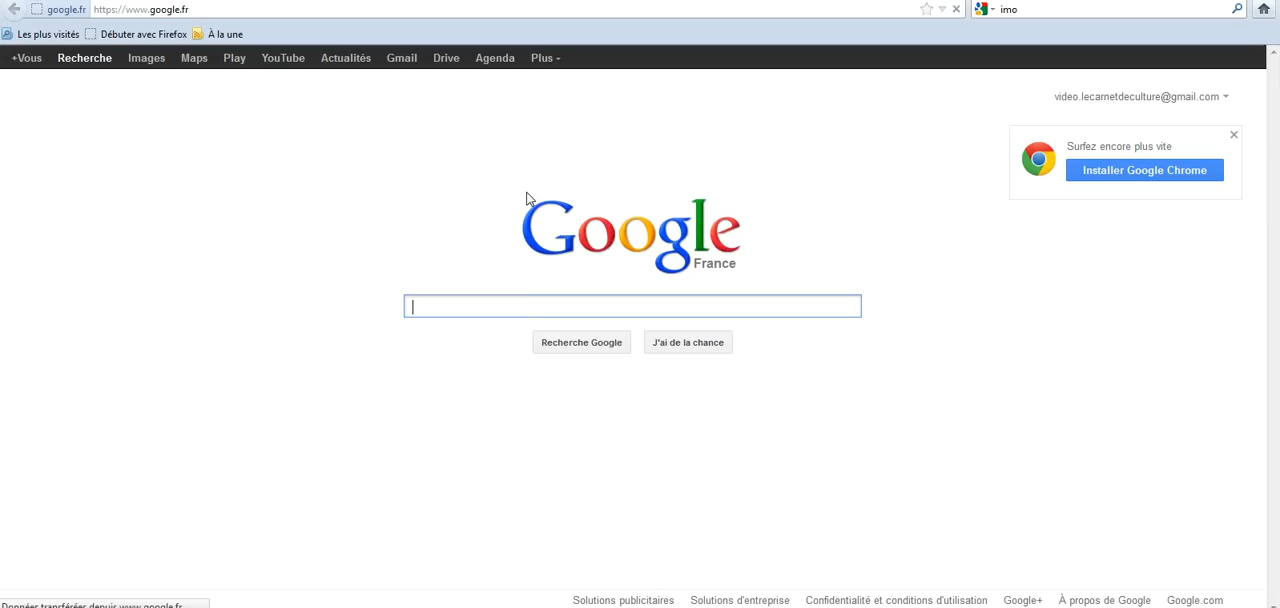 google.fr https://www.google.fr imo
Les plus visités Débuter avec Firefox À la une
+Vous Recherche Images Maps Play YouTube Actualités Gmail Drive Agenda Plus
video.lecarnetdeculture@gmail.com
Surfez encore plus vite
Installer Google Chrome
Google
France
Recherche Google J'ai de la chance
Données transférées depuis www.google.fr
Solutions publicitaires Solutions d'entreprise Confidentialité et conditions d'utilisation Google+ À propos de Google Google.com